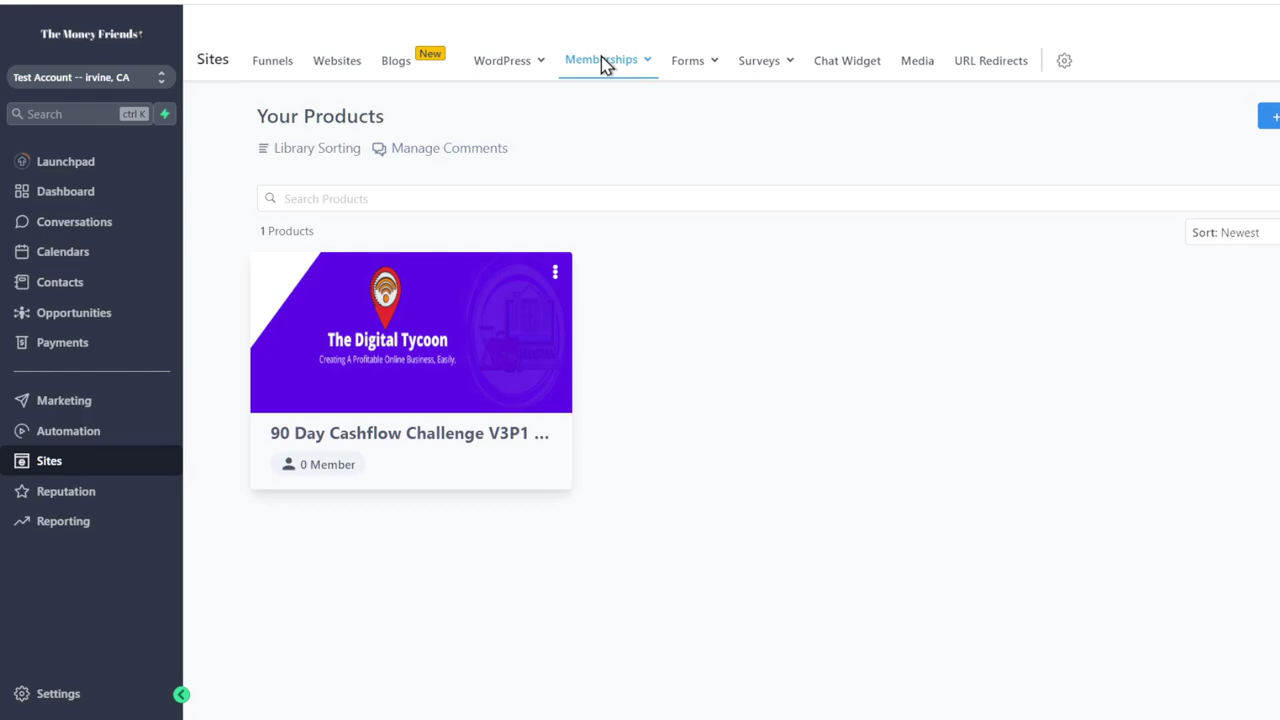 The Money Friends
Test Account -- irvine, CA
Search ctrl K
Launchpad
Dashboard
Conversations
Calendars
Contacts
Opportunities
Payments
Marketing
Automation
Sites
Reputation
Reporting
Settings
Sites Funnels Websites Blogs New WordPress Memberships Forms Surveys Chat Widget Media URL Redirects
Your Products
Library Sorting Manage Comments
+
Search Products
1 Products
Sort: Newest
The Digital Tycoon
Creating A Profitable Online Business, Easily.
90 Day Cashflow Challenge V3P1 ...
0 Member